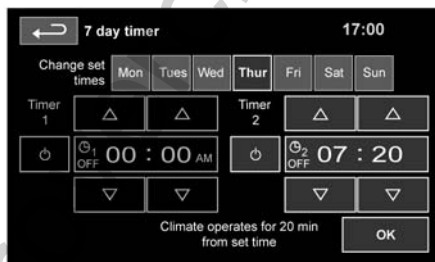 7 day timer 17:00
Change set times Mon Tues Wed Thur Fri Sat Sun
Timer 1
Timer 2
1 OFF 00 : 00 AM
2 OFF 07 : 20
Climate operates for 20 min
from set time
OK